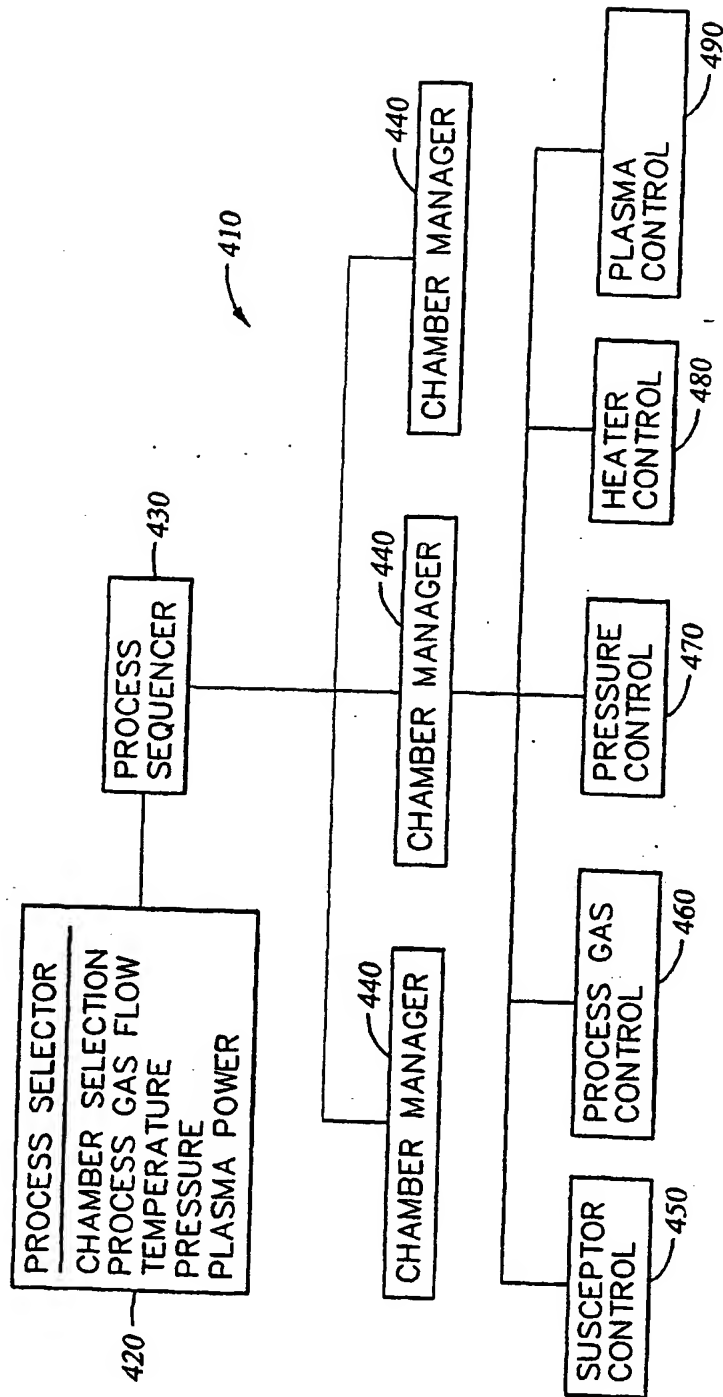 PROCESS SELECTOR
CHAMBER SELECTION
PROCESS GAS FLOW
TEMPERATURE
PRESSURE
PLASMA POWER
420
PROCESS
SEQUENCER
430
410
CHAMBER MANAGER
440
CHAMBER MANAGER
440
CHAMBER MANAGER
440
SUSCEPTOR
CONTROL
450
PROCESS GAS
CONTROL
460
PRESSURE
CONTROL
470
HEATER
CONTROL
480
PLASMA
CONTROL
490